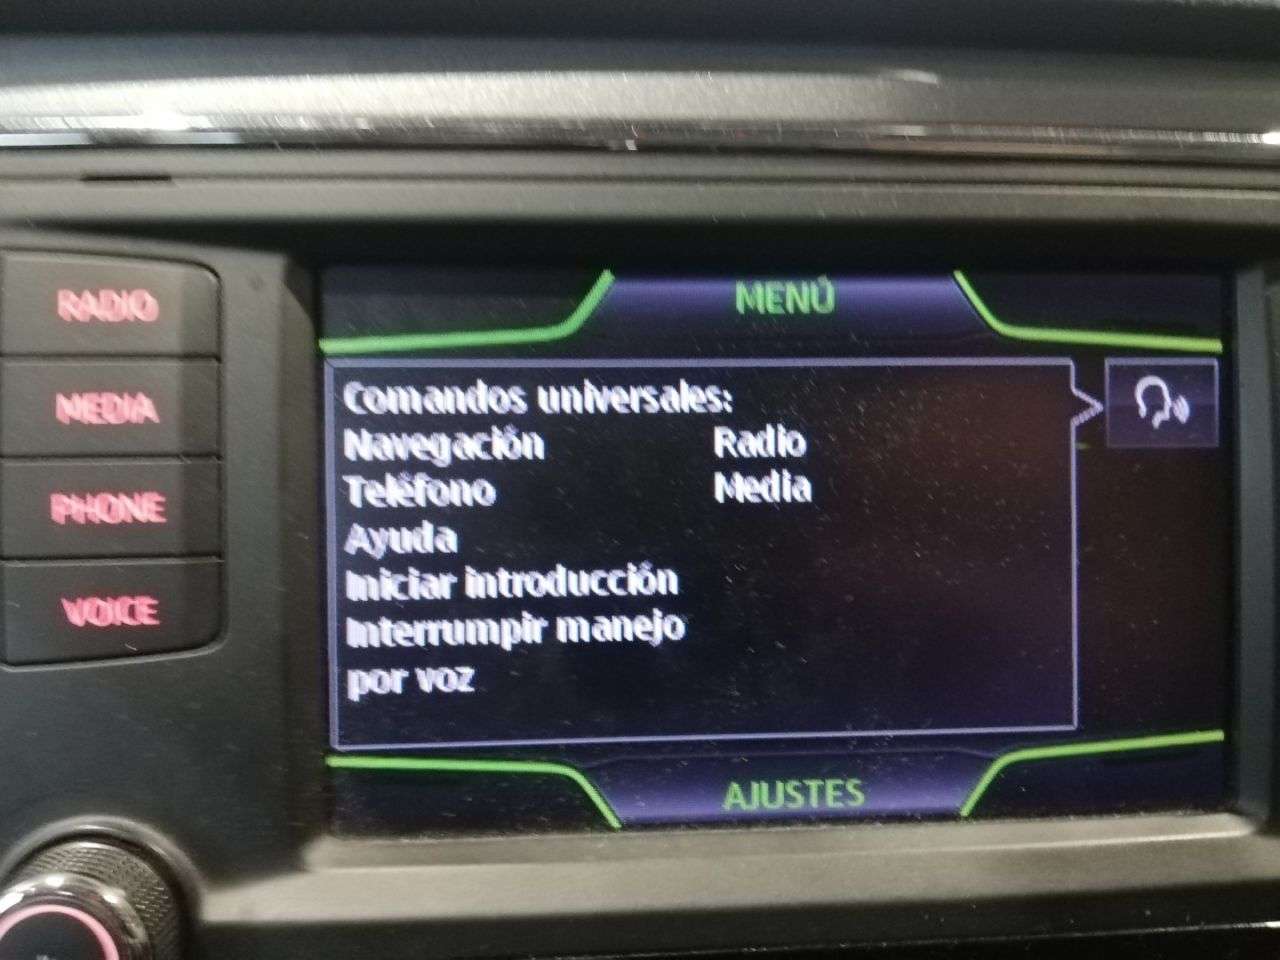 MENÚ
RADIO
MEDIA
PHONE
VOICE
Comandos universales:
Navegación Radio
Teléfono Media
Ayuda
Iniciar introducción
Interrumpir manejo
por voz
AJUSTES